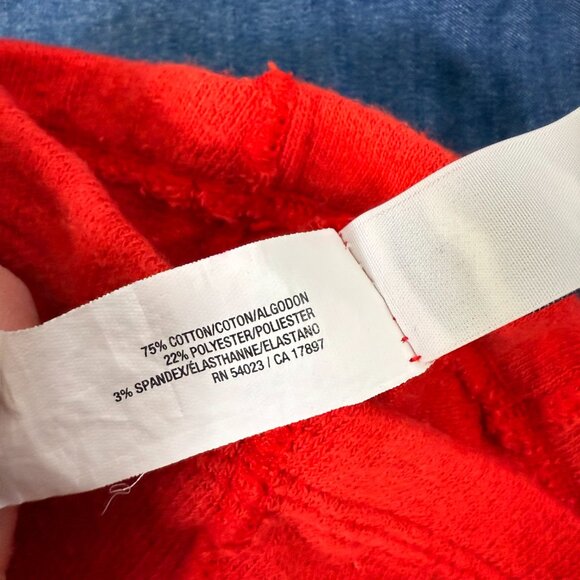 75% COTTON/COTON/ALGODON
22% POLYESTER/POLIESTER
3% SPANDEX/ÉLASTHANNE/ELASTANO
RN 54023 / CA 17897